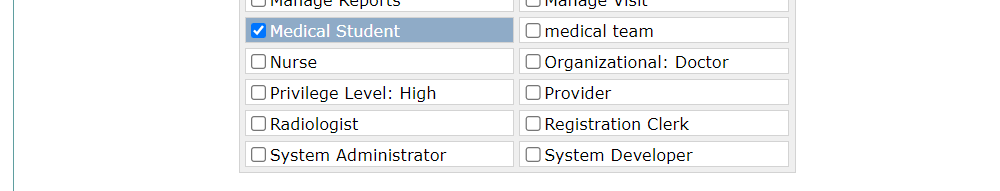 Manage Reports
Manage Visit
Medical Student
medical team
Nurse
Organizational: Doctor
Privilege Level: High
Provider
Radiologist
Registration Clerk
System Administrator
System Developer